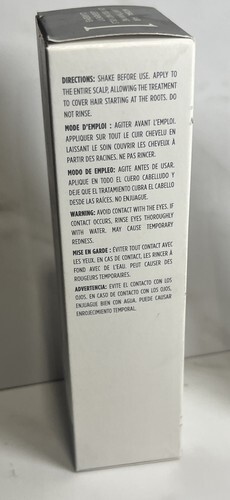 DIRECTIONS: SHAKE BEFORE USE. APPLY TO
THE ENTIRE SCALP, ALLOWING THE TREATMENT
TO COVER HAIR STARTING AT THE ROOTS. DO
NOT RINSE.
MODE D'EMPLOI : AGITER AVANT L'EMPLOI.
APPLIQUER SUR TOUT LE CUIR CHEVELU EN
LAISSANT LE SOIN COUVRIR LES CHEVEUX À
PARTIR DES RACINES. NE PAS RINCER.
MODO DE EMPLEO: AGITE ANTES DE USAR.
APLIQUE EN TODO EL CUERO CABELLUDO Y
DEJE QUE EL TRATAMIENTO CUBRA EL CABELLO
DESDE LAS RAÍCES. NO ENJUAGUE.
WARNING: AVOID CONTACT WITH THE EYES. IF
CONTACT OCCURS, RINSE EYES THOROUGHLY
WITH WATER. MAY CAUSE TEMPORARY
REDNESS.
MISE EN GARDE : ÉVITER TOUT CONTACT AVEC
LES YEUX. EN CAS DE CONTACT, LES RINCER À
FOND AVEC DE L'EAU. PEUT CAUSER DES
ROUGEURS TEMPORAIRES.
ADVERTENCIA: EVITE EL CONTACTO CON LOS
OJOS. EN CASO DE CONTACTO CON LOS OJOS,
ENJUAGUE BIEN CON AGUA. PUEDE CAUSAR
ENROJECIMIENTO TEMPORAL.